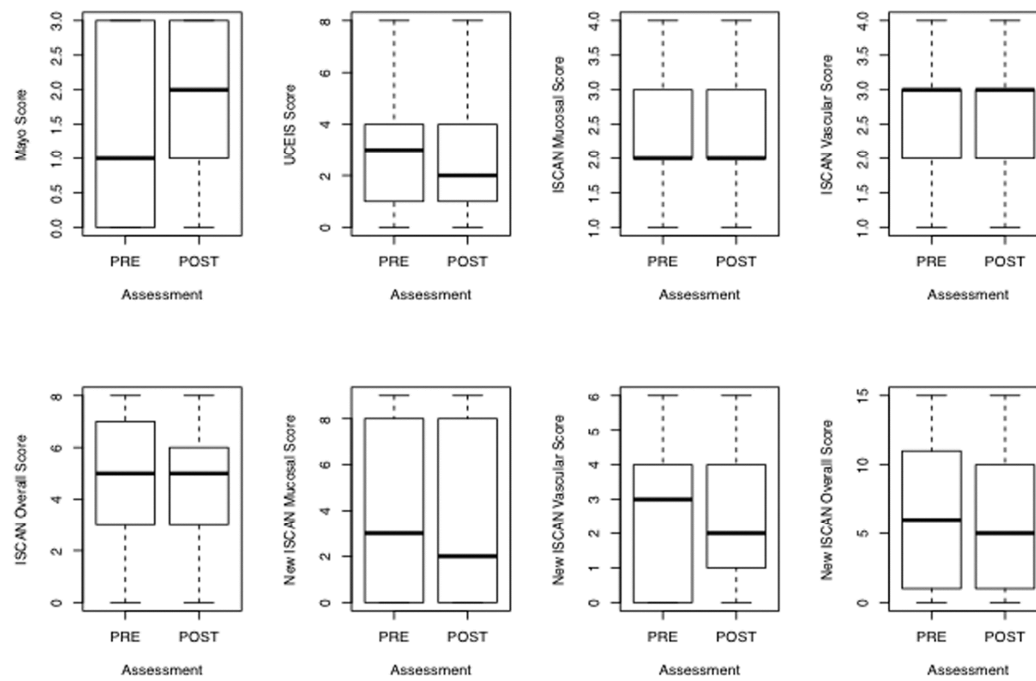 Mayo Score
0.0 0.5 1.0 1.5 2.0 2.5 3.0
PRE POST
Assessment
UCEIS Score
0 2 4 6 8
PRE POST
Assessment
ISCAN Mucosal Score
1.0 1.5 2.0 2.5 3.0 3.5 4.0
PRE POST
Assessment
ISCAN Vascular Score
1.0 1.5 2.0 2.5 3.0 3.5 4.0
PRE POST
Assessment
ISCAN Overall Score
0 2 4 6 8
PRE POST
Assessment
New ISCAN Mucosal Score
0 2 4 6 8
PRE POST
Assessment
New ISCAN Vascular Score
0 1 2 3 4 5 6
PRE POST
Assessment
New ISCAN Overall Score
0 5 10 15
PRE POST
Assessment